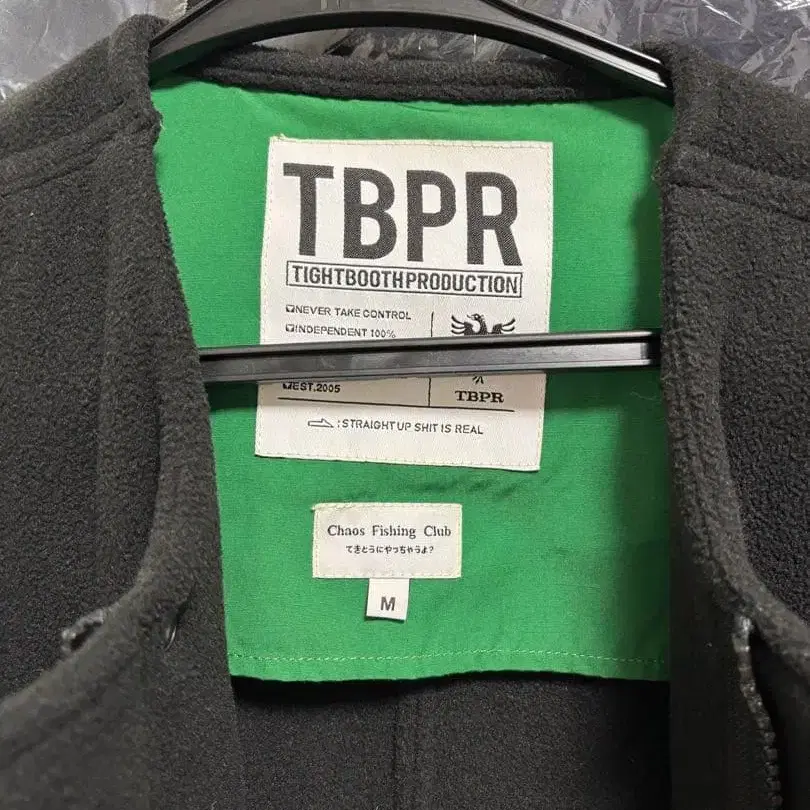 TBPR
TIGHTBOOTHPRODUCTION
NEVER TAKE CONTROL
INDEPENDENT 100%
EST.2005
TBPR
:STRAIGHT UP SHIT IS REAL
Chaos Fishing Club
てきとうにやっちゃうよ?
M